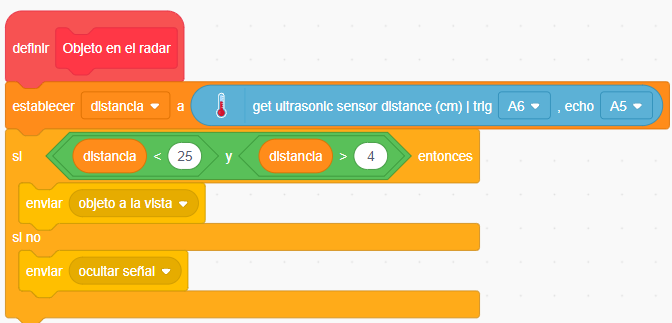 definir Objeto en el radar
establecer distancia a get ultrasonic sensor distance (cm) | trig A6 , echo A5
si distancia < 25 y distancia > 4 entonces
enviar objeto a la vista
si no
enviar ocultar señal